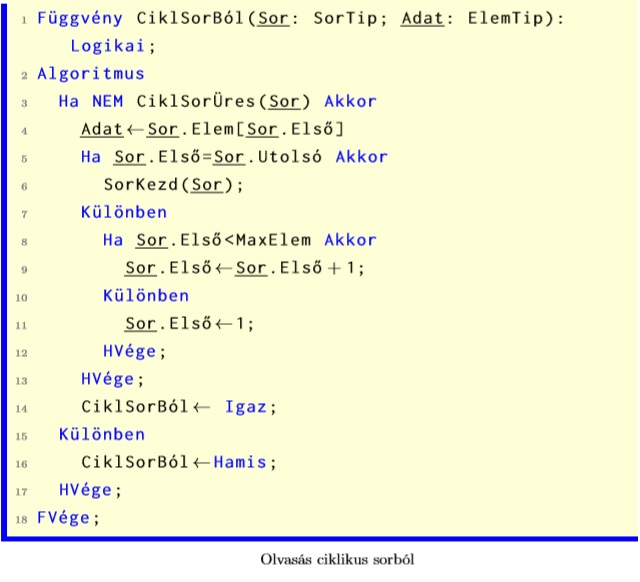 1 Függvény CiklSorBól(Sor: SorTip; Adat: ElemTip):
Logikai;
2 Algoritmus
3 Ha NEM CiklSorÜres(Sor) Akkor
4 Adat←Sor.Elem[Sor.Első]
5 Ha Sor.Első=Sor.Utolsó Akkor
6 SorKezd(Sor);
7 Különben
8 Ha Sor.Első<MaxElem Akkor
9 Sor.Első←Sor.Első+1;
10 Különben
11 Sor.Első←1;
12 HVége;
13 HVége;
14 CiklSorBól← Igaz;
15 Különben
16 CiklSorBól←Hamis;
17 HVége;
18 FVége;
Olvasás ciklikus sorból